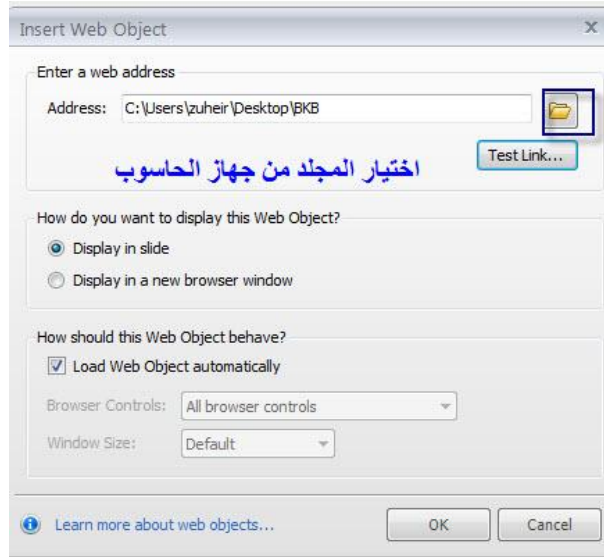 Insert Web Object
Enter a web address
Address: C:\Users\zuheir\Desktop\BKB
Test Link...
اختيار المجلد من جهاز الحاسوب
How do you want to display this Web Object?
Display in slide
Display in a new browser window
How should this Web Object behave?
Load Web Object automatically
Browser Controls: All browser controls
Window Size: Default
Learn more about web objects... OK Cancel